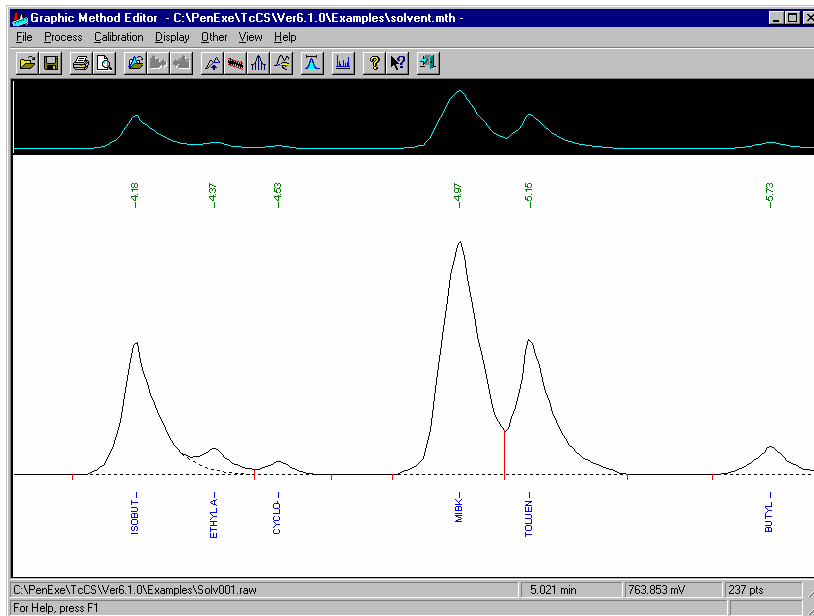 Graphic Method Editor - C:\PenExe\TcCS\Ver6.1.0\Examples\solvent.mth -
File Process Calibration Display Other View Help
4.18 4.37 4.53 4.97 5.15 5.73
ISOBUT ETHYL A CYCLO- MIBK TOLUEN BUTYL
C:\PenExe\TcCS\Ver6.1.0\Examples\Solv001.raw 5.021 min 763.853 mV 237 pts
For Help, press F1